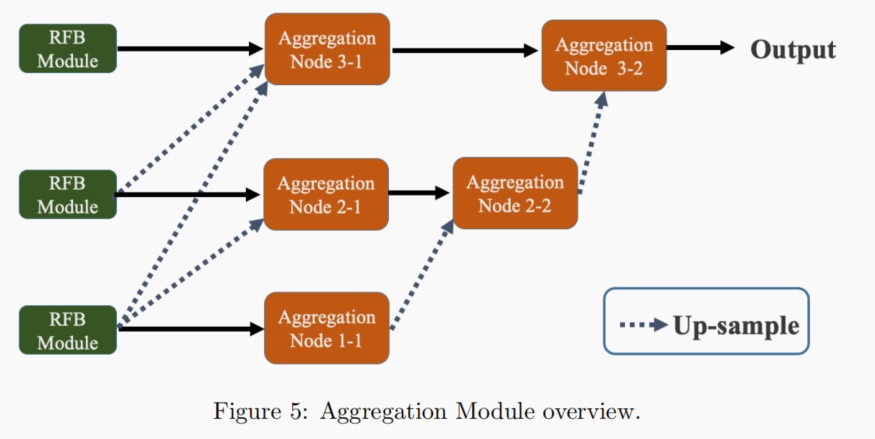 RFB
Module
Aggregation
Node 3-1
Aggregation
Node 3-2
Output
RFB
Module
Aggregation
Node 2-1
Aggregation
Node 2-2
RFB
Module
Aggregation
Node 1-1
Up-sample
Figure 5: Aggregation Module overview.